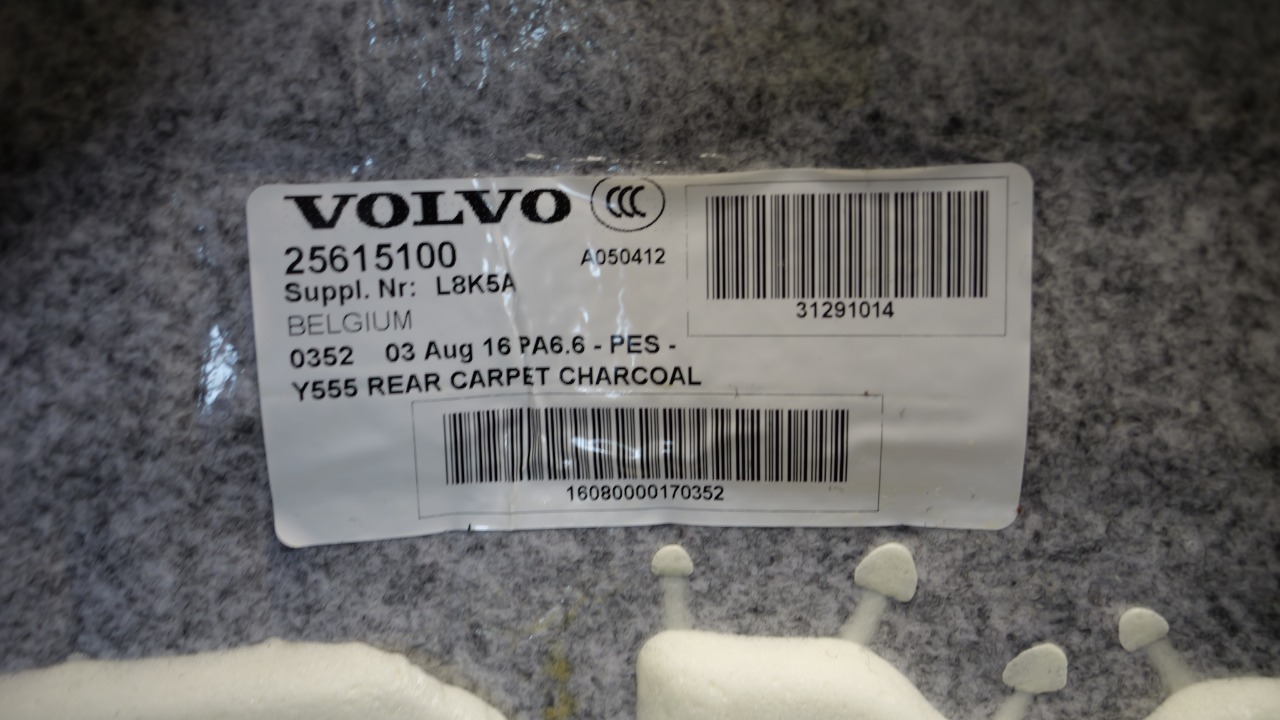 VOLVO CCC
25615100 A050412
Suppl. Nr: L8K5A
BELGIUM
0352 03 Aug 16 PA6.6 - PES -
Y555 REAR CARPET CHARCOAL
31291014
16080000170352